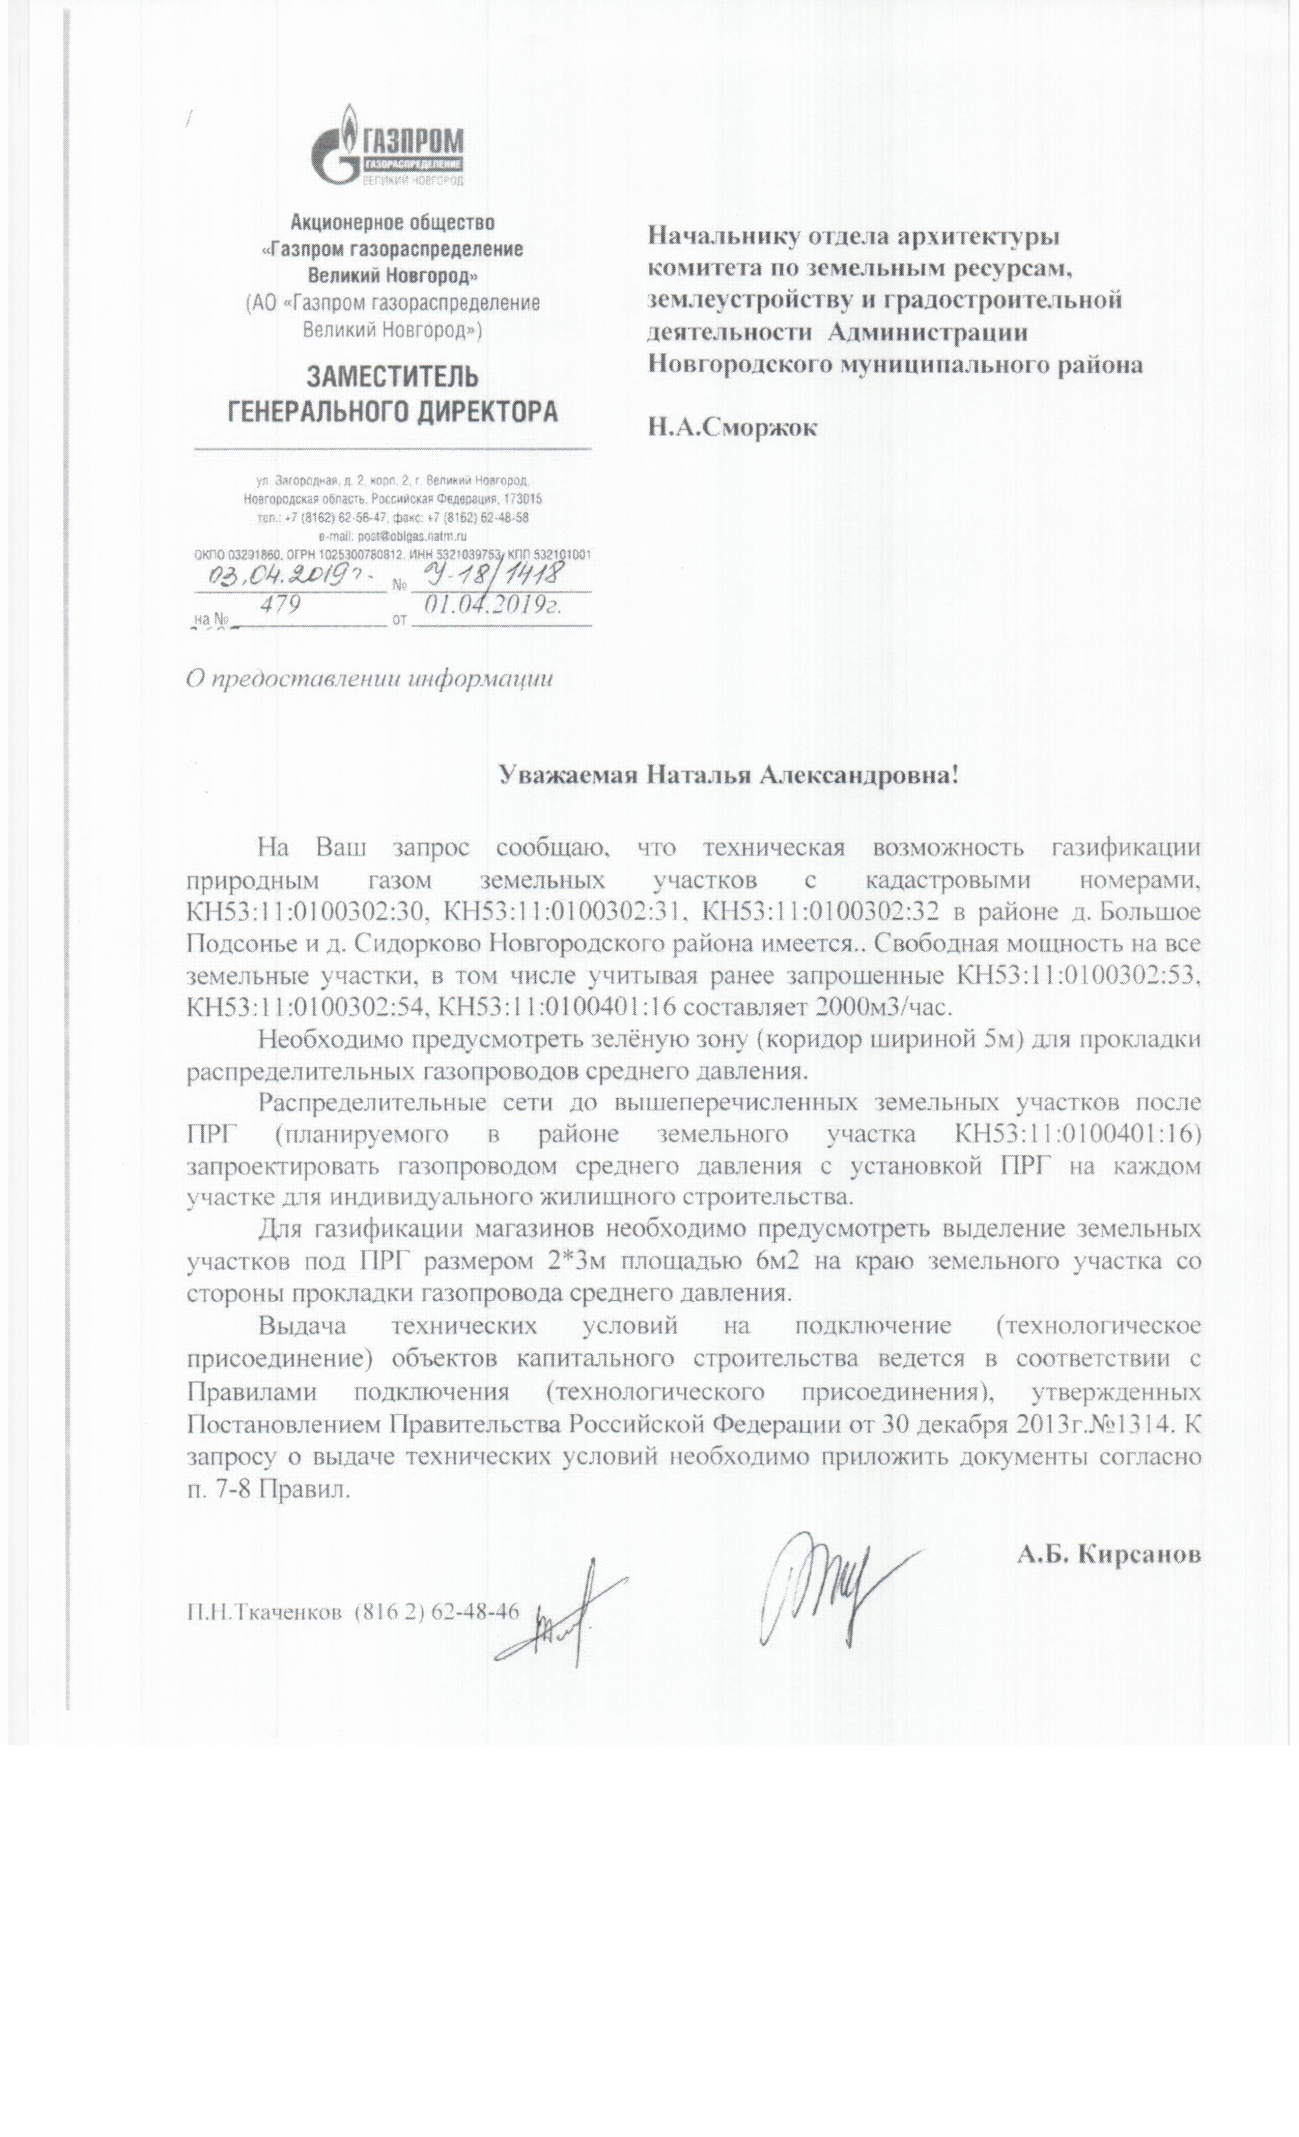 ГАЗПРОМ
ГАЗОРАСПРЕДЕЛЕНИЕ
ВЕЛИКИЙ НОВГОРОД
Акционерное общество
«Газпром газораспределение
Великий Новгород»
(АО «Газпром газораспределение
Великий Новгород»)
ЗАМЕСТИТЕЛЬ
ГЕНЕРАЛЬНОГО ДИРЕКТОРА
ул. Загородная, д. 2, корп. 2, г. Великий Новгород,
Новгородская область, Российская Федерация, 173015
тел.: +7 (8162) 62-56-47, факс: +7 (8162) 62-48-58
e-mail: post@oblgas.natm.ru
ОКПО 03291860, ОГРН 1025300780812, ИНН 5321039753/КПП 532101001
03.04.2019г. № У-18/1418
на № 479 от 01.04.2019г.
Начальнику отдела архитектуры
комитета по земельным ресурсам,
землеустройству и градостроительной
деятельности Администрации
Новгородского муниципального района
Н.А.Сморжок
О предоставлении информации
Уважаемая Наталья Александровна!
На Ваш запрос сообщаю, что техническая возможность газификации
природным газом земельных участков с кадастровыми номерами,
КН53:11:0100302:30, КН53:11:0100302:31, КН53:11:0100302:32 в районе д. Большое
Подсонье и д. Сидорково Новгородского района имеется.. Свободная мощность на все
земельные участки, в том числе учитывая ранее запрошенные КН53:11:0100302:53,
КН53:11:0100302:54, КН53:11:0100401:16 составляет 2000м3/час.
Необходимо предусмотреть зелёную зону (коридор шириной 5м) для прокладки
распределительных газопроводов среднего давления.
Распределительные сети до вышеперечисленных земельных участков после
ПРГ (планируемого в районе земельного участка КН53:11:0100401:16)
запроектировать газопроводом среднего давления с установкой ПРГ на каждом
участке для индивидуального жилищного строительства.
Для газификации магазинов необходимо предусмотреть выделение земельных
участков под ПРГ размером 2*3м площадью 6м2 на краю земельного участка со
стороны прокладки газопровода среднего давления.
Выдача технических условий на подключение (технологическое
присоединение) объектов капитального строительства ведется в соответствии с
Правилами подключения (технологического присоединения), утвержденных
Постановлением Правительства Российской Федерации от 30 декабря 2013г.№1314. К
запросу о выдаче технических условий необходимо приложить документы согласно
п. 7-8 Правил.
А.Б. Кирсанов
П.Н.Ткаченков (816 2) 62-48-46